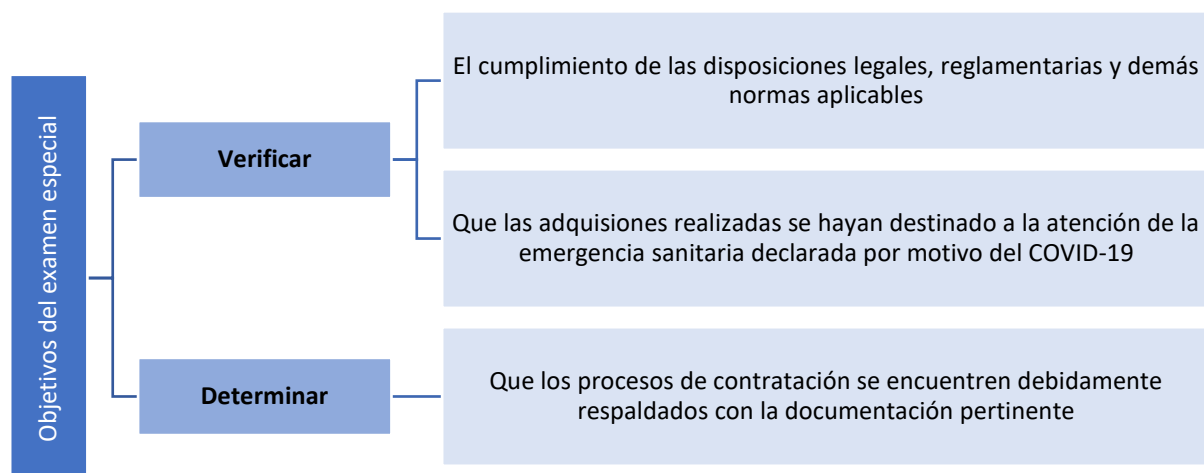 Objetivos del examen especial
Verificar
El cumplimiento de las disposiciones legales, reglamentarias y demás
normas aplicables
Que las adquisiones realizadas se hayan destinado a la atención de la
emergencia sanitaria declarada por motivo del COVID-19
Determinar
Que los procesos de contratación se encuentren debidamente
respaldados con la documentación pertinente